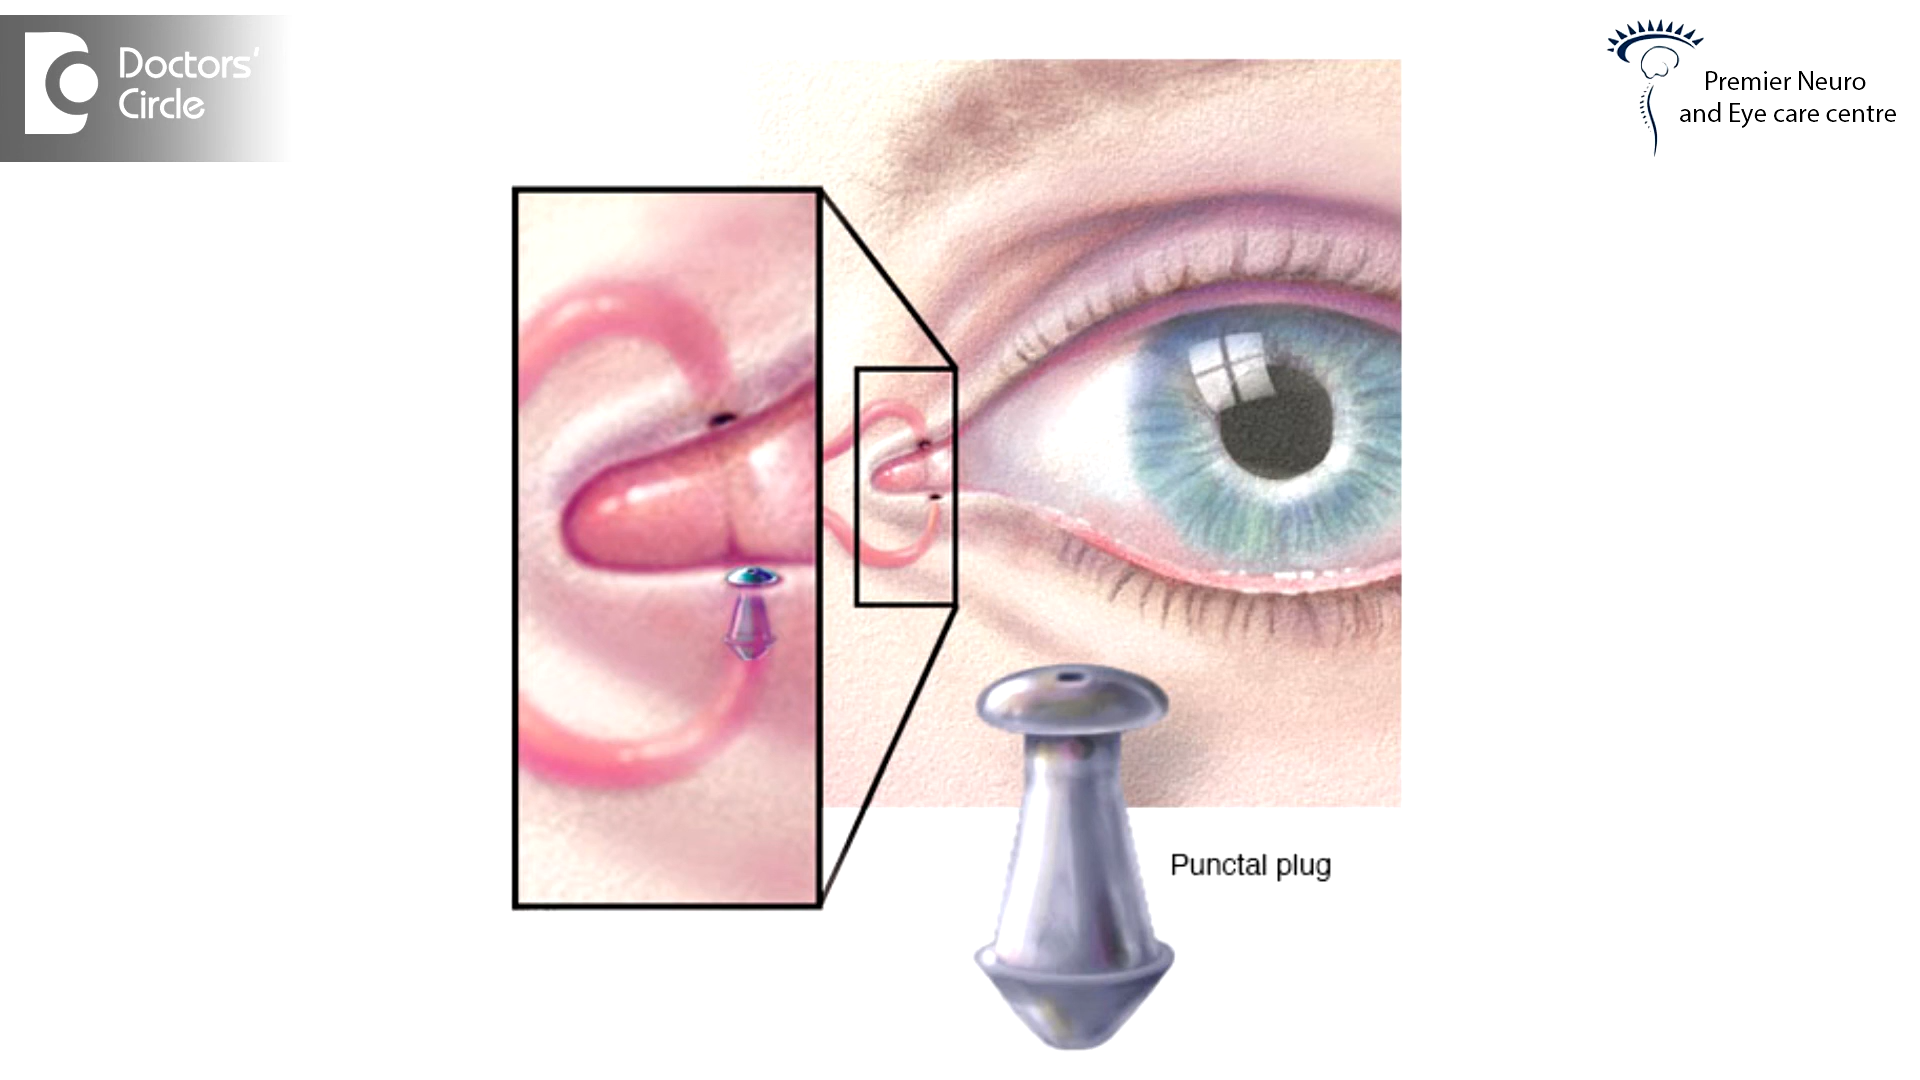 Doctors'
Circle
Premier Neuro
and Eye care centre
Punctal plug